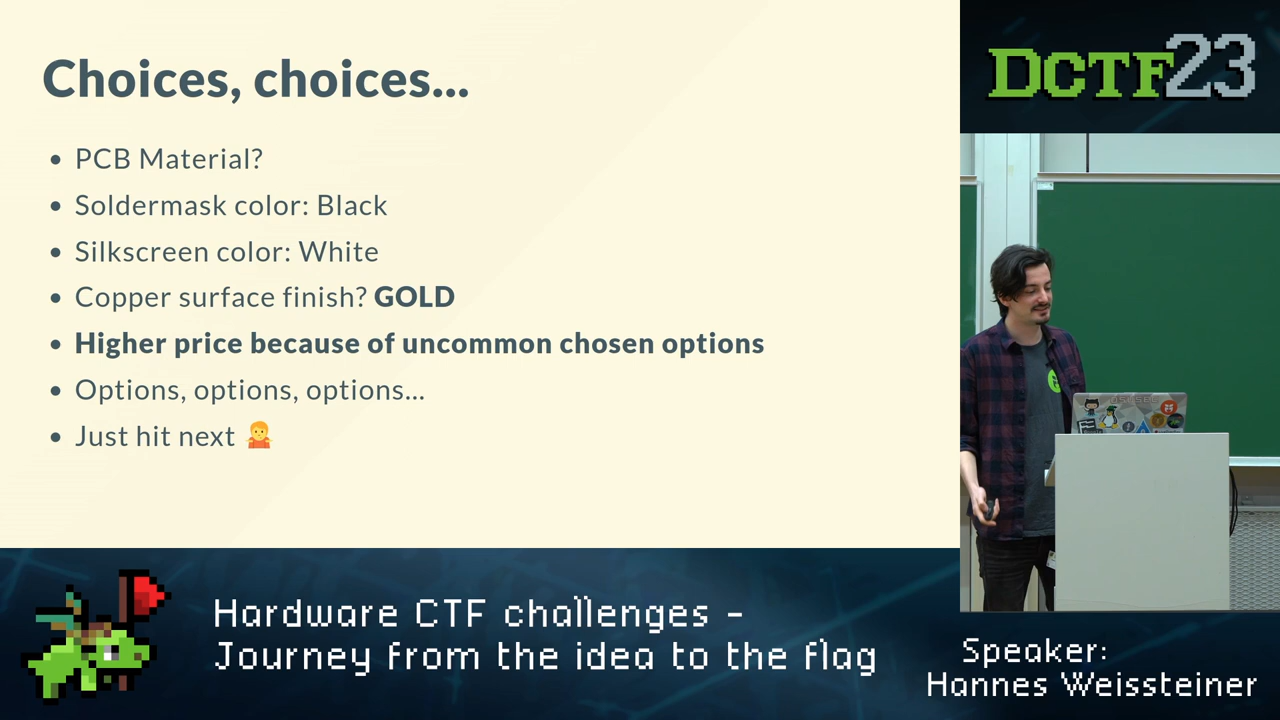 Choices, choices...
PCB Material?
Soldermask color: Black
Silkscreen color: White
Copper surface finish? GOLD
Higher price because of uncommon chosen options
Options, options, options...
Just hit next
DCTF23
Hardware CTF challenges -
Journey from the idea to the flag
Speaker:
Hannes Weissteiner